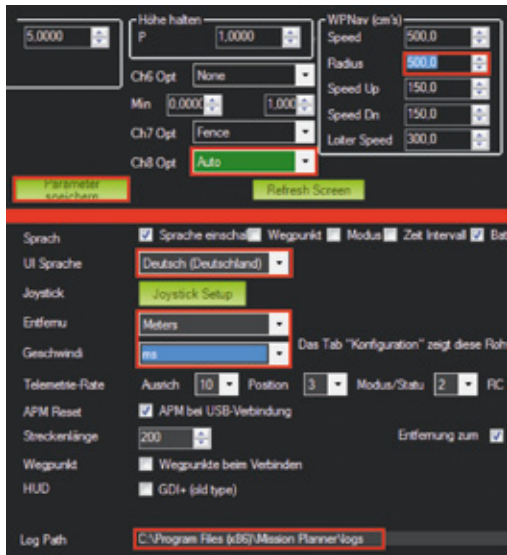 Höhe halten
WPNav (cm's)
5,0000
P 1,0000
Speed 500,0
Radius 500,0
Ch6 Opt None
Speed Up 150,0
Min 0,000 1,000
Speed Dn 150,0
Ch7 Opt Fence
Loiter Speed 300,0
Ch8 Opt Auto
Parameter speichern
Refresh Screen
Sprach Sprache einschal Wegpunkt Modus Zeit Intervall Bat
UI Sprache Deutsch (Deutschland)
Joystick Joystick Setup
Entfernu Meters
Geschwindi ms Das Tab "Konfiguration" zeigt diese Roh
Telemetrie-Rate Ausrich 10 Position 3 Modus/Statu 2 RC
APM Reset APM bei USB-Verbindung
Streckenlänge 200 Entfernung zum
Wegpunkt Wegpunkte beim Verbinden
HUD GDI+ (old type)
Log Path C:\Program Files (x86)\Mission Planner\logs